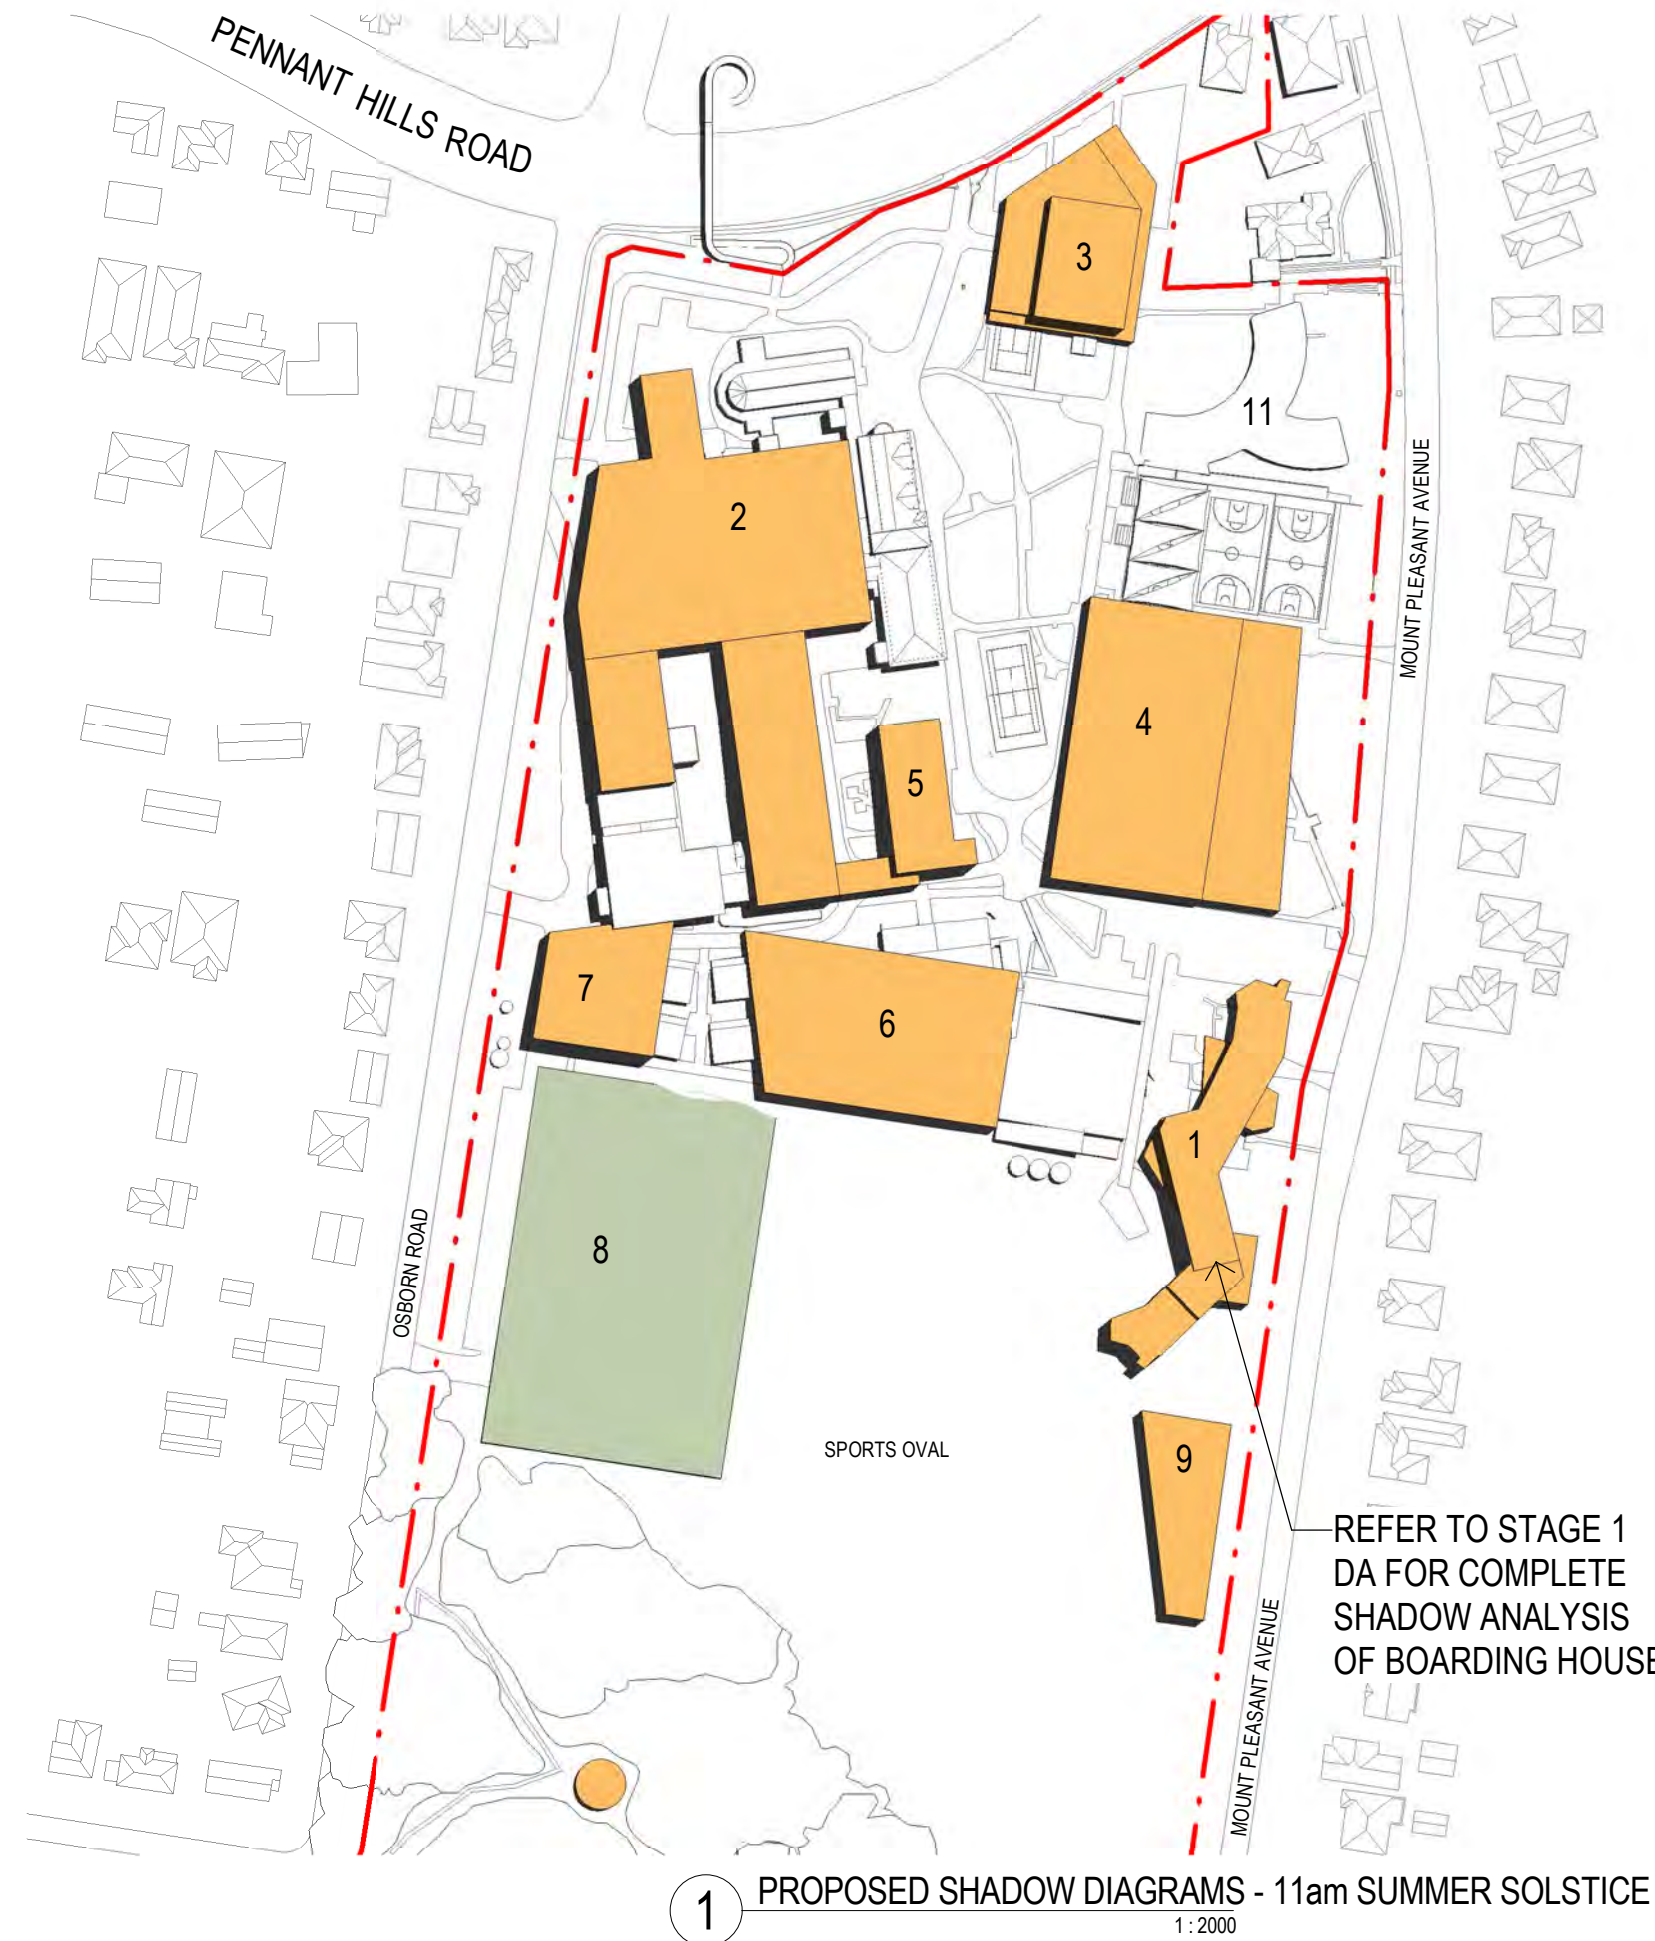 PENNANT HILLS ROAD
3
11
2
MOUNT PLEASANT AVENUE
4
5
7
6
1
8
OSBORN ROAD
SPORTS OVAL
9
REFER TO STAGE 1
DA FOR COMPLETE
SHADOW ANALYSIS
OF BOARDING HOUSE
MOUNT PLEASANT AVENUE
1 PROPOSED SHADOW DIAGRAMS - 11am SUMMER SOLSTICE
1 : 2000